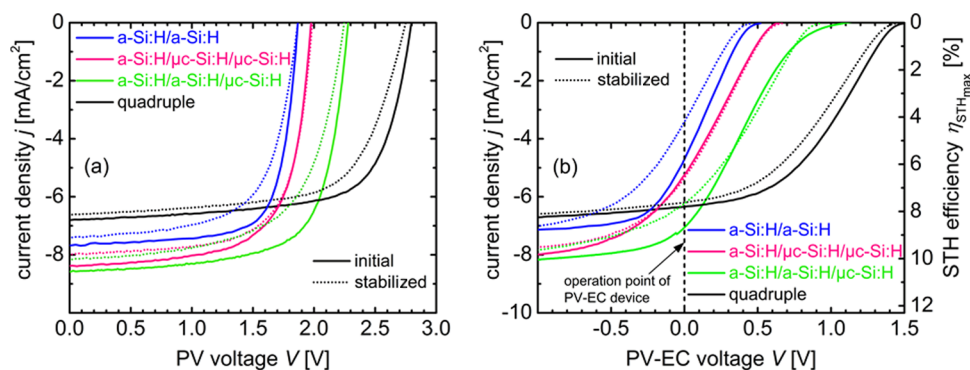 a-Si:H/a-Si:H
a-Si:H/µc-Si:H/µc-Si:H
a-Si:H/a-Si:H/µc-Si:H
quadruple
(a)
initial
stabilized
current density j [mA/cm2]
0
-2
-4
-6
-8
0.0 0.5 1.0 1.5 2.0 2.5 3.0
PV voltage V [V]
initial
stabilized
(b)
a-Si:H/a-Si:H
a-Si:H/µc-Si:H/µc-Si:H
a-Si:H/a-Si:H/µc-Si:H
quadruple
operation point of
PV-EC device
current density j [mA/cm2]
0
-2
-4
-6
-8
-10
-0.5 0.0 0.5 1.0 1.5
PV-EC voltage V [V]
0
2
4
6
8
10
12
STH efficiency ηSTHmax [%]